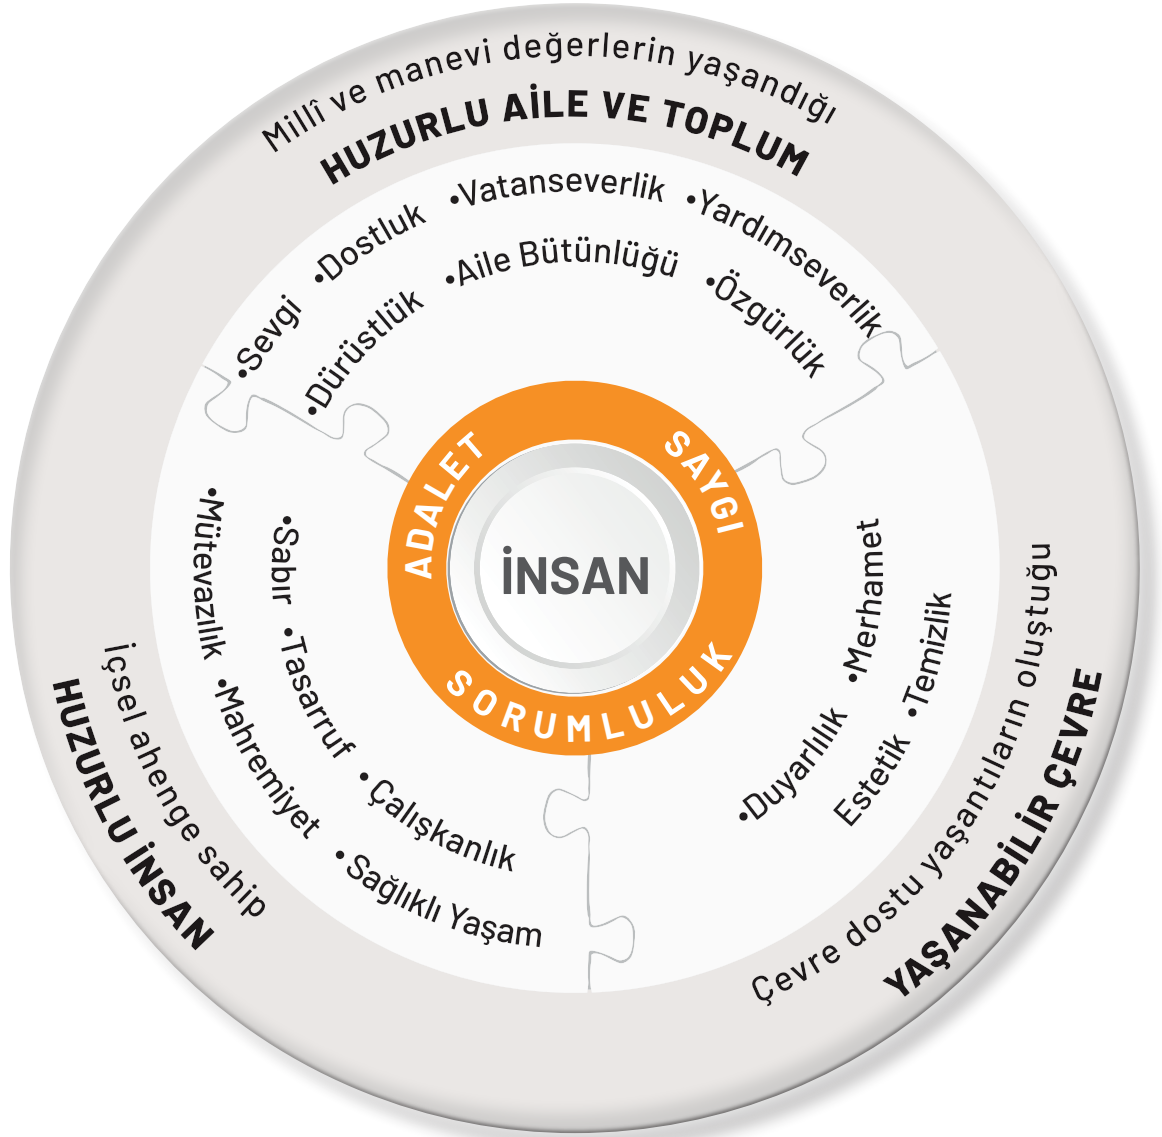 Millî ve manevi değerlerin yaşandığı
HUZURLU AİLE VE TOPLUM
•Sevgi •Dostluk •Vatanseverlik •Yardımseverlik
•Dürüstlük •Aile Bütünlüğü •Özgürlük
ADALET
SAYGI
SORUMLULUK
İNSAN
•Sabır •Tasarruf •Çalışkanlık
•Mütevazılık •Mahremiyet •Sağlıklı Yaşam
İçsel ahenge sahip
HUZURLU İNSAN
•Duyarlılık •Merhamet
Estetik •Temizlik
Çevre dostu yaşantıların oluştuğu
YAŞANABİLİR ÇEVRE